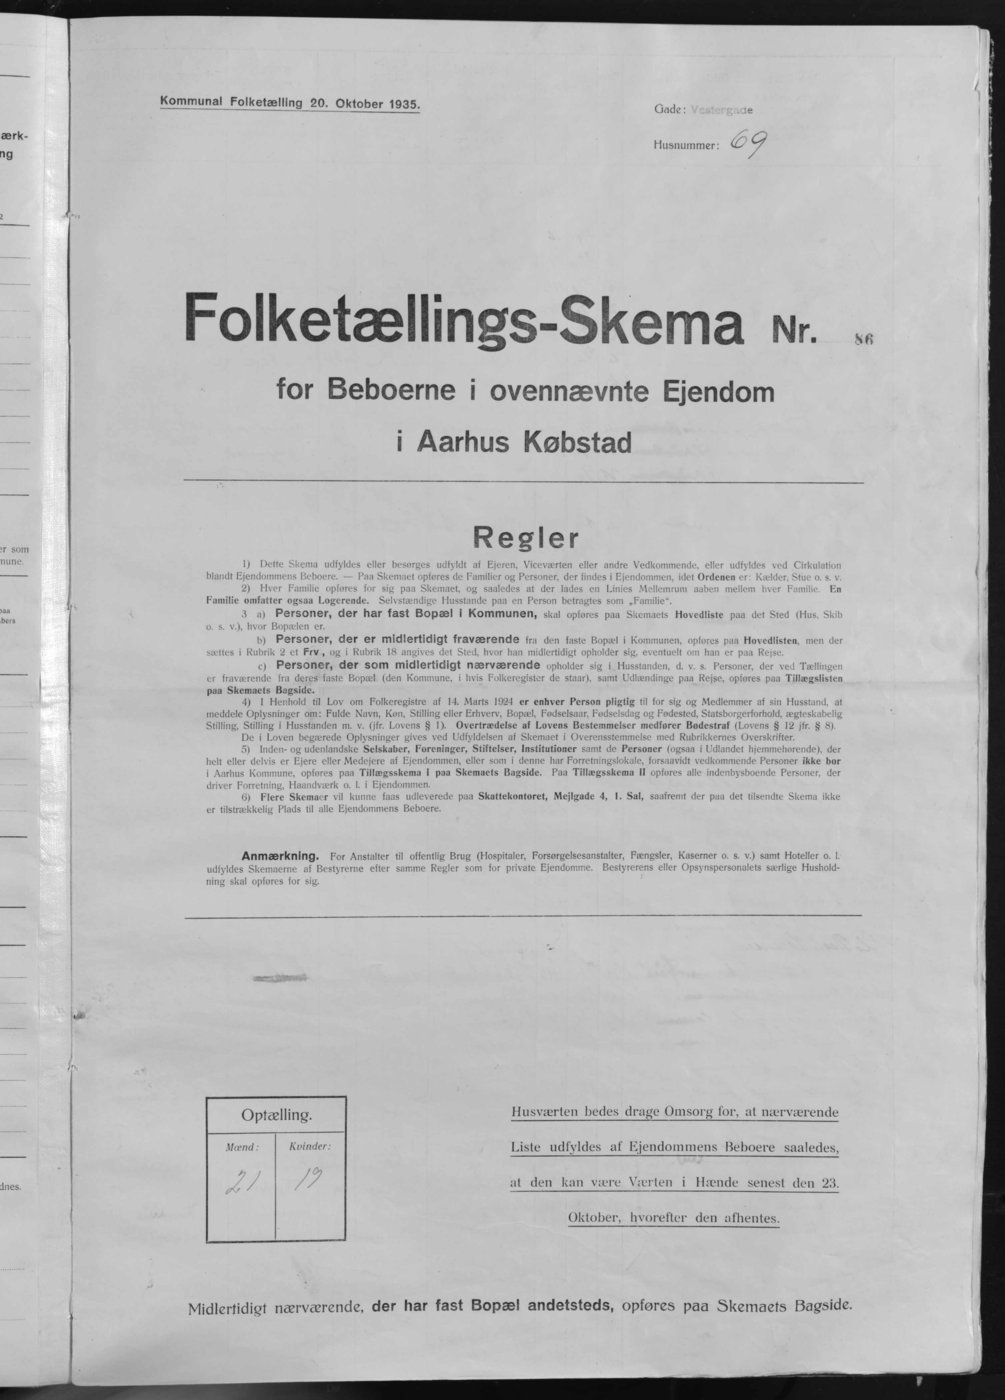 ærk-
ng
2
er som
mune.
paa
bers
dnes.
Kommunal Folketælling 20. Oktober 1935.
Gade: Vestergade
Husnummer: 69
Folketællings-Skema Nr. 86
for Beboerne i ovennævnte Ejendom
i Aarhus Købstad
Regler
1) Dette Skema udfyldes eller besørges udfyldt af Ejeren, Viceværten eller andre Vedkommende, eller udfyldes ved Cirkulation
blandt Ejendommens Beboere. — Paa Skemaet opføres de Familier og Personer, der findes i Ejendommen, idet Ordenen er: Kælder, Stue o. s. v.
2) Hver Familie opføres for sig paa Skemaet, og saaledes at der lades en Linies Mellemrum aaben mellem hver Familie. En
Familie omfatter ogsaa Logerende. Selvstændige Husstande paa en Person betragtes som „Familie“.
3 a) Personer, der har fast Bopæl i Kommunen, skal opføres paa Skemaets Hovedliste paa det Sted (Hus, Skib
o. s. v.), hvor Bopælen er.
b) Personer, der er midlertidigt fraværende fra den faste Bopæl i Kommunen, opføres paa Hovedlisten, men der
sættes i Rubrik 2 et Frv., og i Rubrik 18 angives det Sted, hvor han midlertidigt opholder sig, eventuelt om han er paa Rejse.
c) Personer, der som midlertidigt nærværende opholder sig i Husstanden, d. v. s. Personer, der ved Tællingen
er fraværende fra deres faste Bopæl (den Kommune, i hvis Folkeregister de staar), samt Udlændinge paa Rejse, opføres paa Tillægslisten
paa Skemaets Bagside.
4) I Henhold til Lov om Folkeregistre af 14. Marts 1924 er enhver Person pligtig til for sig og Medlemmer af sin Husstand, at
meddele Oplysninger om: Fulde Navn, Køn, Stilling eller Erhverv, Bopæl, Fødselsaar, Fødselsdag og Fødested, Statsborgerforhold, ægteskabelig
Stilling, Stilling i Husstanden m. v. (jfr. Lovens § 1). Overtrædelse af Lovens Bestemmelser medfører Bødestraf (Lovens § 12 jfr. § 8).
De i Loven begærede Oplysninger gives ved Udfyldelsen af Skemaet i Overensstemmelse med Rubrikkernes Overskrifter.
5) Inden- og udenlandske Selskaber, Foreninger, Stiftelser, Institutioner samt de Personer (ogsaa i Udlandet hjemmehørende), der
helt eller delvis er Ejere eller Medejere af Ejendommen, eller som i denne har Forretningslokale, forsaavidt vedkommende Personer ikke bor
i Aarhus Kommune, opføres paa Tillægsskema I paa Skemaets Bagside. Paa Tillægsskema II opføres alle indenbysboende Personer, der
driver Forretning, Haandværk o. l. i Ejendommen.
6) Flere Skemaer vil kunne faas udleverede paa Skattekontoret, Mejlgade 4, 1. Sal, saafremt der paa det tilsendte Skema ikke
er tilstrækkelig Plads til alle Ejendommens Beboere.
Anmærkning. For Anstalter til offentlig Brug (Hospitaler, Forsørgelsesanstalter, Fængsler, Kaserner o. s. v.) samt Hoteller o. l.
udfyldes Skemaerne af Bestyrerne efter samme Regler som for private Ejendomme. Bestyrerens eller Opsynspersonalets særlige Hushold-
ning skal opføres for sig.
Optælling.
Mænd: Kvinder:
21 19
Husværten bedes drage Omsorg for, at nærværende
Liste udfyldes af Ejendommens Beboere saaledes,
at den kan være Værten i Hænde senest den 23.
Oktober, hvorefter den afhentes.
Midlertidigt nærværende, der har fast Bopæl andetsteds, opføres paa Skemaets Bagside.